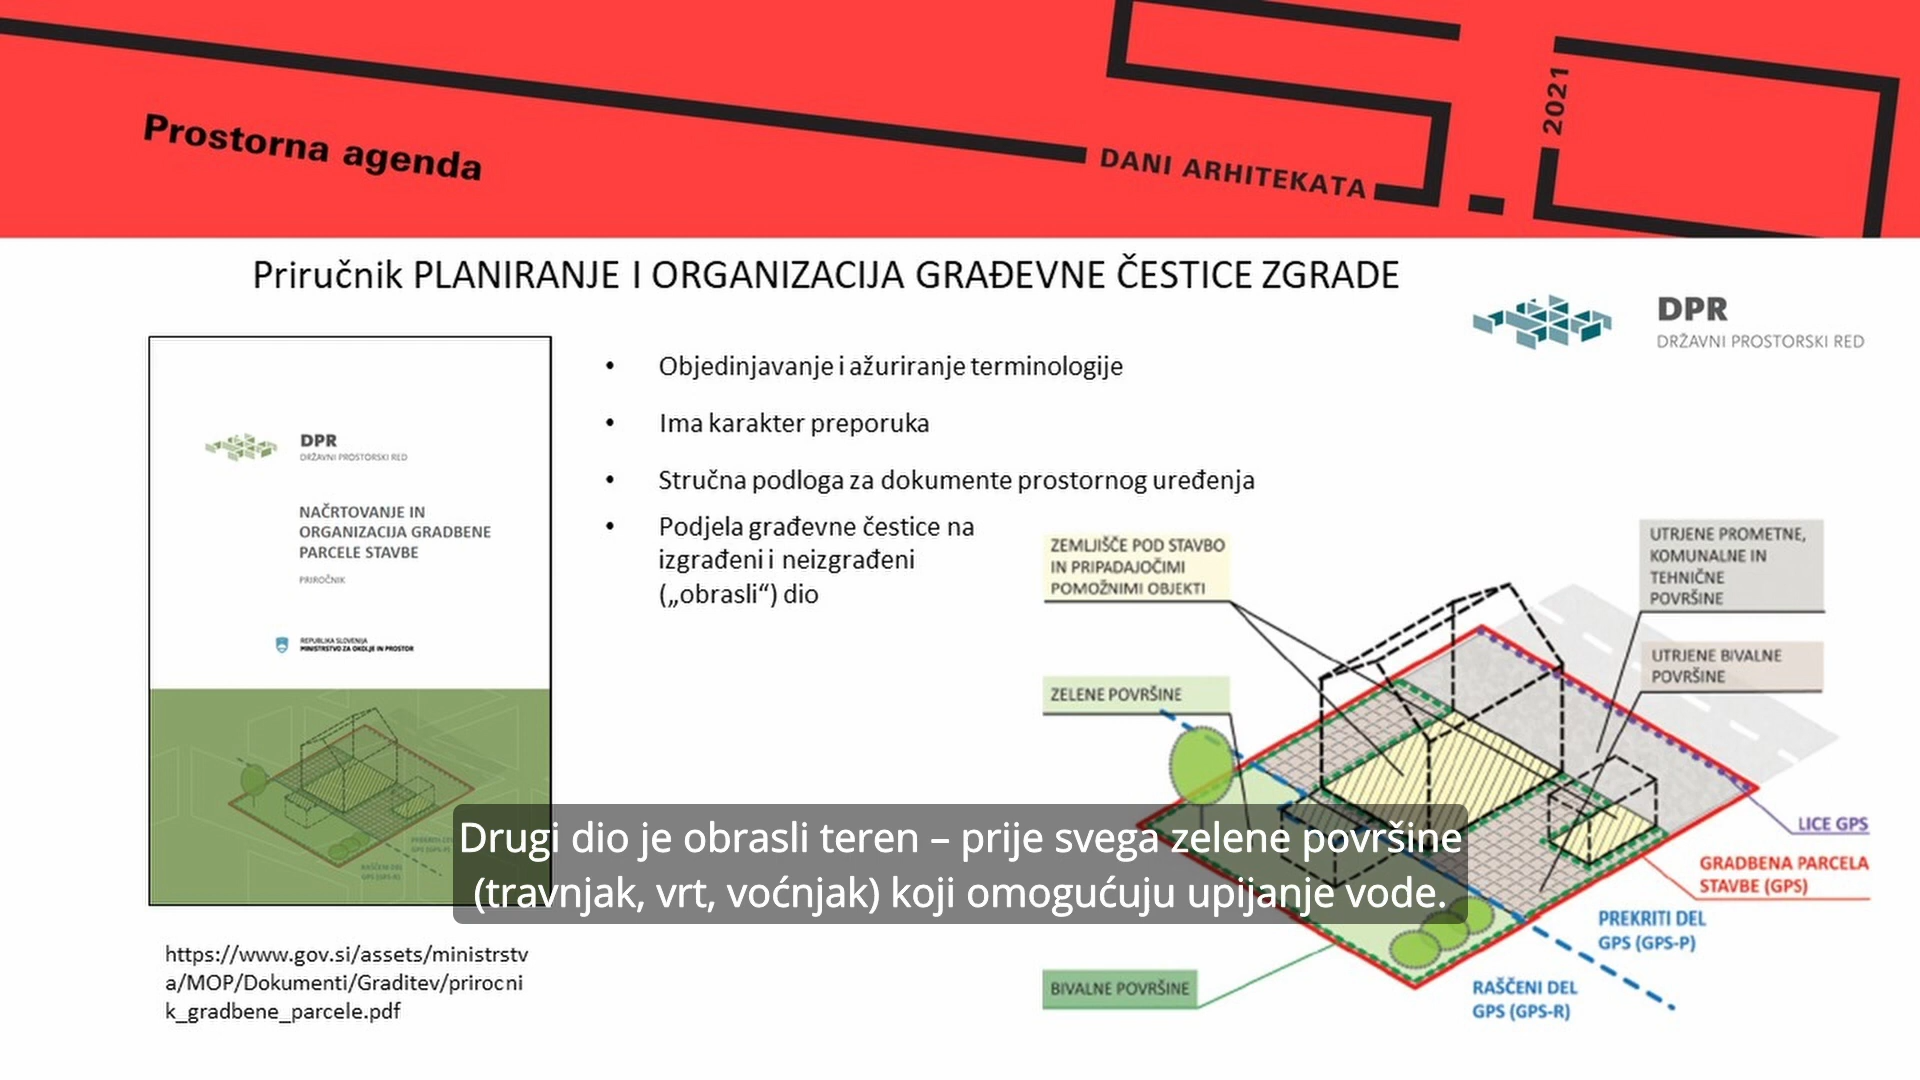 Prostorna agenda
DANI ARHITEKATA
2021
Priručnik PLANIRANJE I ORGANIZACIJA GRAĐEVNE ČESTICE ZGRADE
DPR
DRŽAVNI PROSTORSKI RED
DPR
DRŽAVNI PROSTORSKI RED
NAČRTOVANJE IN
ORGANIZACIJA GRADBENE
PARCELE STAVBE
PRIROČNIK
REPUBLIKA SLOVENIJA
MINISTRSTVO ZA OKOLJE IN PROSTOR
• Objedinjavanje i ažuriranje terminologije
• Ima karakter preporuka
• Stručna podloga za dokumente prostornog uređenja
• Podjela građevne čestice na
izgrađeni i neizgrađeni
(„obrasli“) dio
ZEMLJIŠČE POD STAVBO
IN PRIPADAJOČIMI
POMOŽNIMI OBJEKTI
UTRJENE PROMETNE,
KOMUNALNE IN
TEHNIČNE
POVRŠINE
UTRJENE BIVALNE
POVRŠINE
ZELENE POVRŠINE
LICE GPS
GRADBENA PARCELA
STAVBE (GPS)
PREKRITI DEL
GPS (GPS-P)
RAŠČENI DEL
GPS (GPS-R)
BIVALNE POVRŠINE
Drugi dio je obrasli teren – prije svega zelene površine
(travnjak, vrt, voćnjak) koji omogućuju upijanje vode.
https://www.gov.si/assets/ministrstv
a/MOP/Dokumenti/Graditev/prirocni
k_gradbene_parcele.pdf